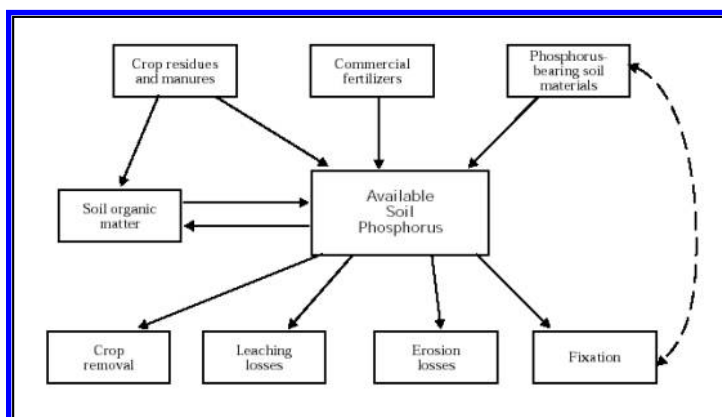 Crop residues
and manures
Commercial
fertilizers
Phosphorus-
bearing soil
materials
Soil organic
matter
Available
Soil
Phosphorus
Crop
removal
Leaching
losses
Erosion
losses
Fixation